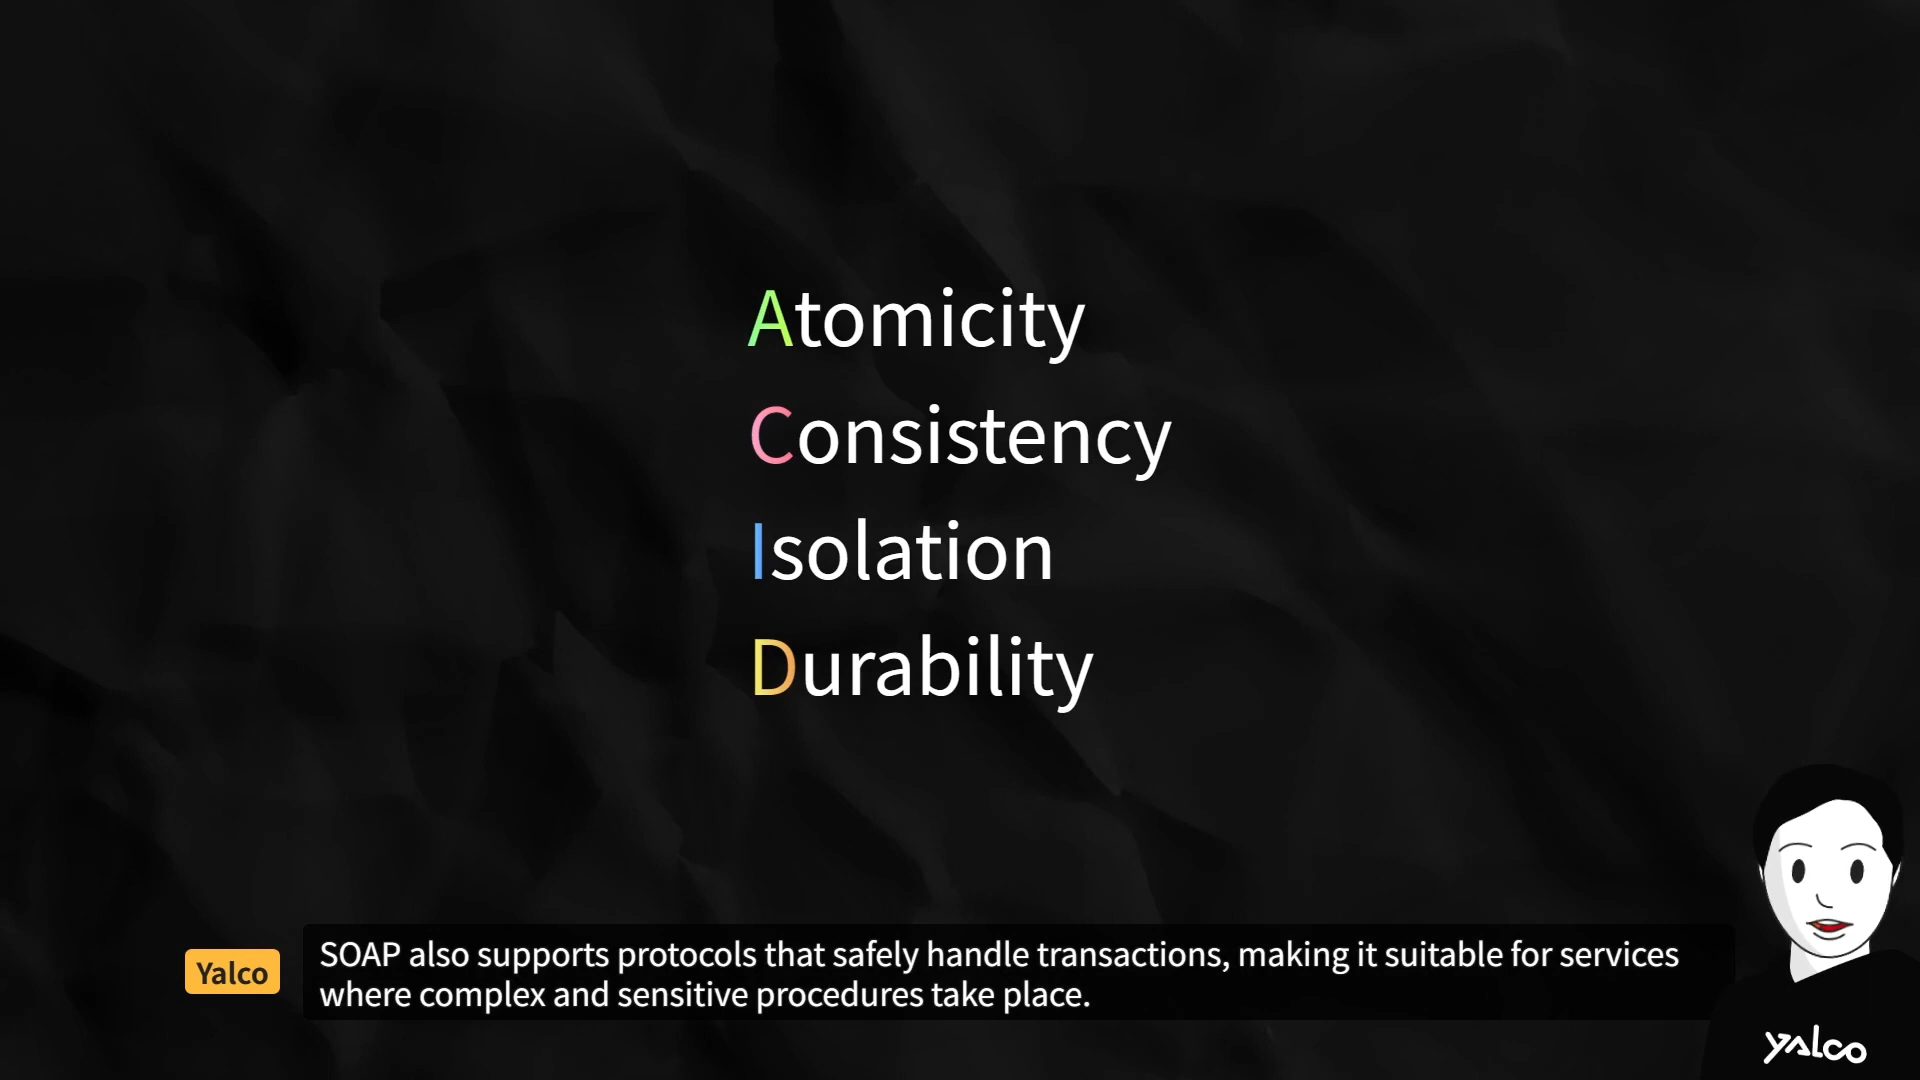 Atomicity
Consistency
Isolation
Durability
Yalco
SOAP also supports protocols that safely handle transactions, making it suitable for services
where complex and sensitive procedures take place.
yalco